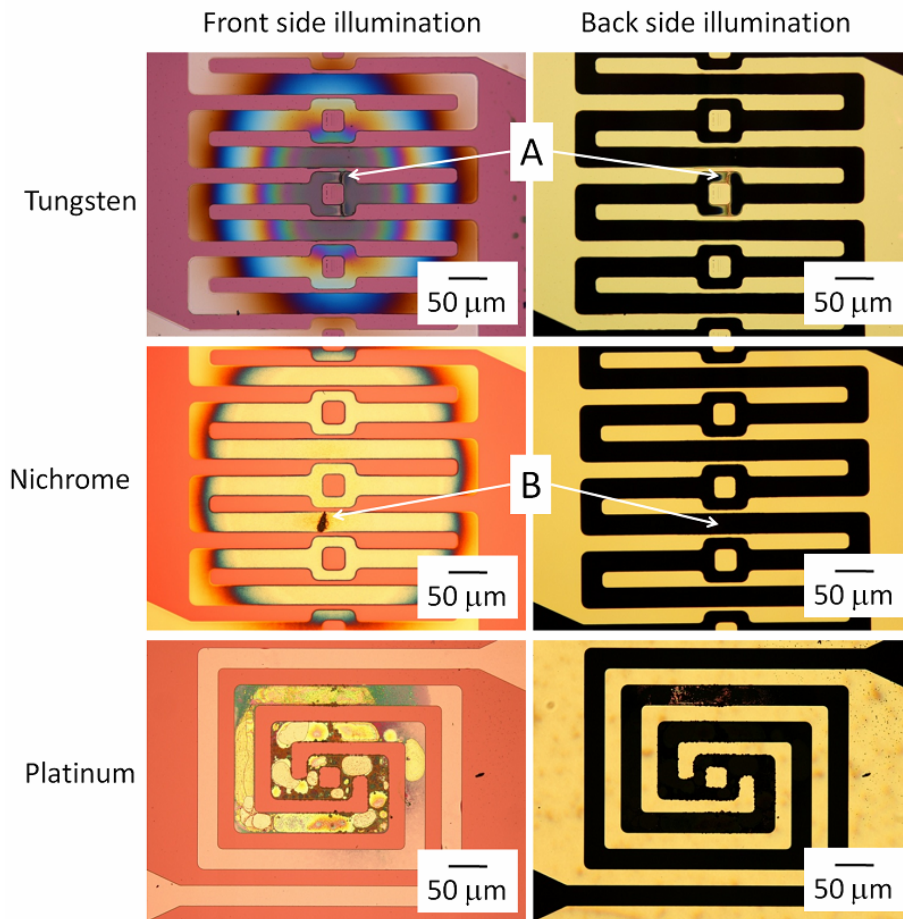 Front side illumination
Back side illumination
Tungsten
A
50 μm
50 μm
Nichrome
B
50 μm
50 μm
Platinum
50 μm
50 μm